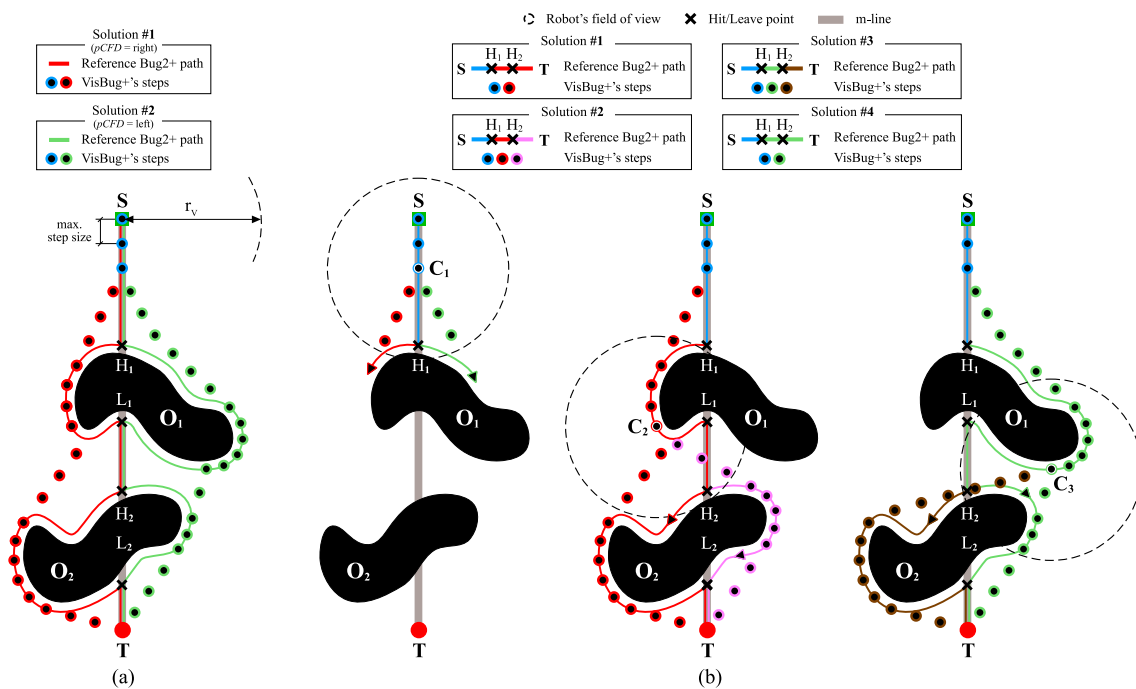 Robot's field of view
Hit/Leave point
m-line
Solution #1
(pCFD = right)
Reference Bug2+ path
VisBug+'s steps
Solution #2
(pCFD = left)
Reference Bug2+ path
VisBug+'s steps
Solution #1
H₁ H₂
S T Reference Bug2+ path
VisBug+'s steps
Solution #3
H₁ H₂
S T Reference Bug2+ path
VisBug+'s steps
Solution #2
H₁ H₂
S T Reference Bug2+ path
VisBug+'s steps
Solution #4
H₁ H₂
S T Reference Bug2+ path
VisBug+'s steps
S
rᵥ
max.
step size
H₁
L₁
O₁
H₂
L₂
O₂
T
(a)
S
C₁
H₁
O₁
O₂
T
S
H₁
L₁
O₁
C₂
H₂
L₂
O₂
T
(b)
S
H₁
L₁
O₁
C₃
H₂
L₂
O₂
T